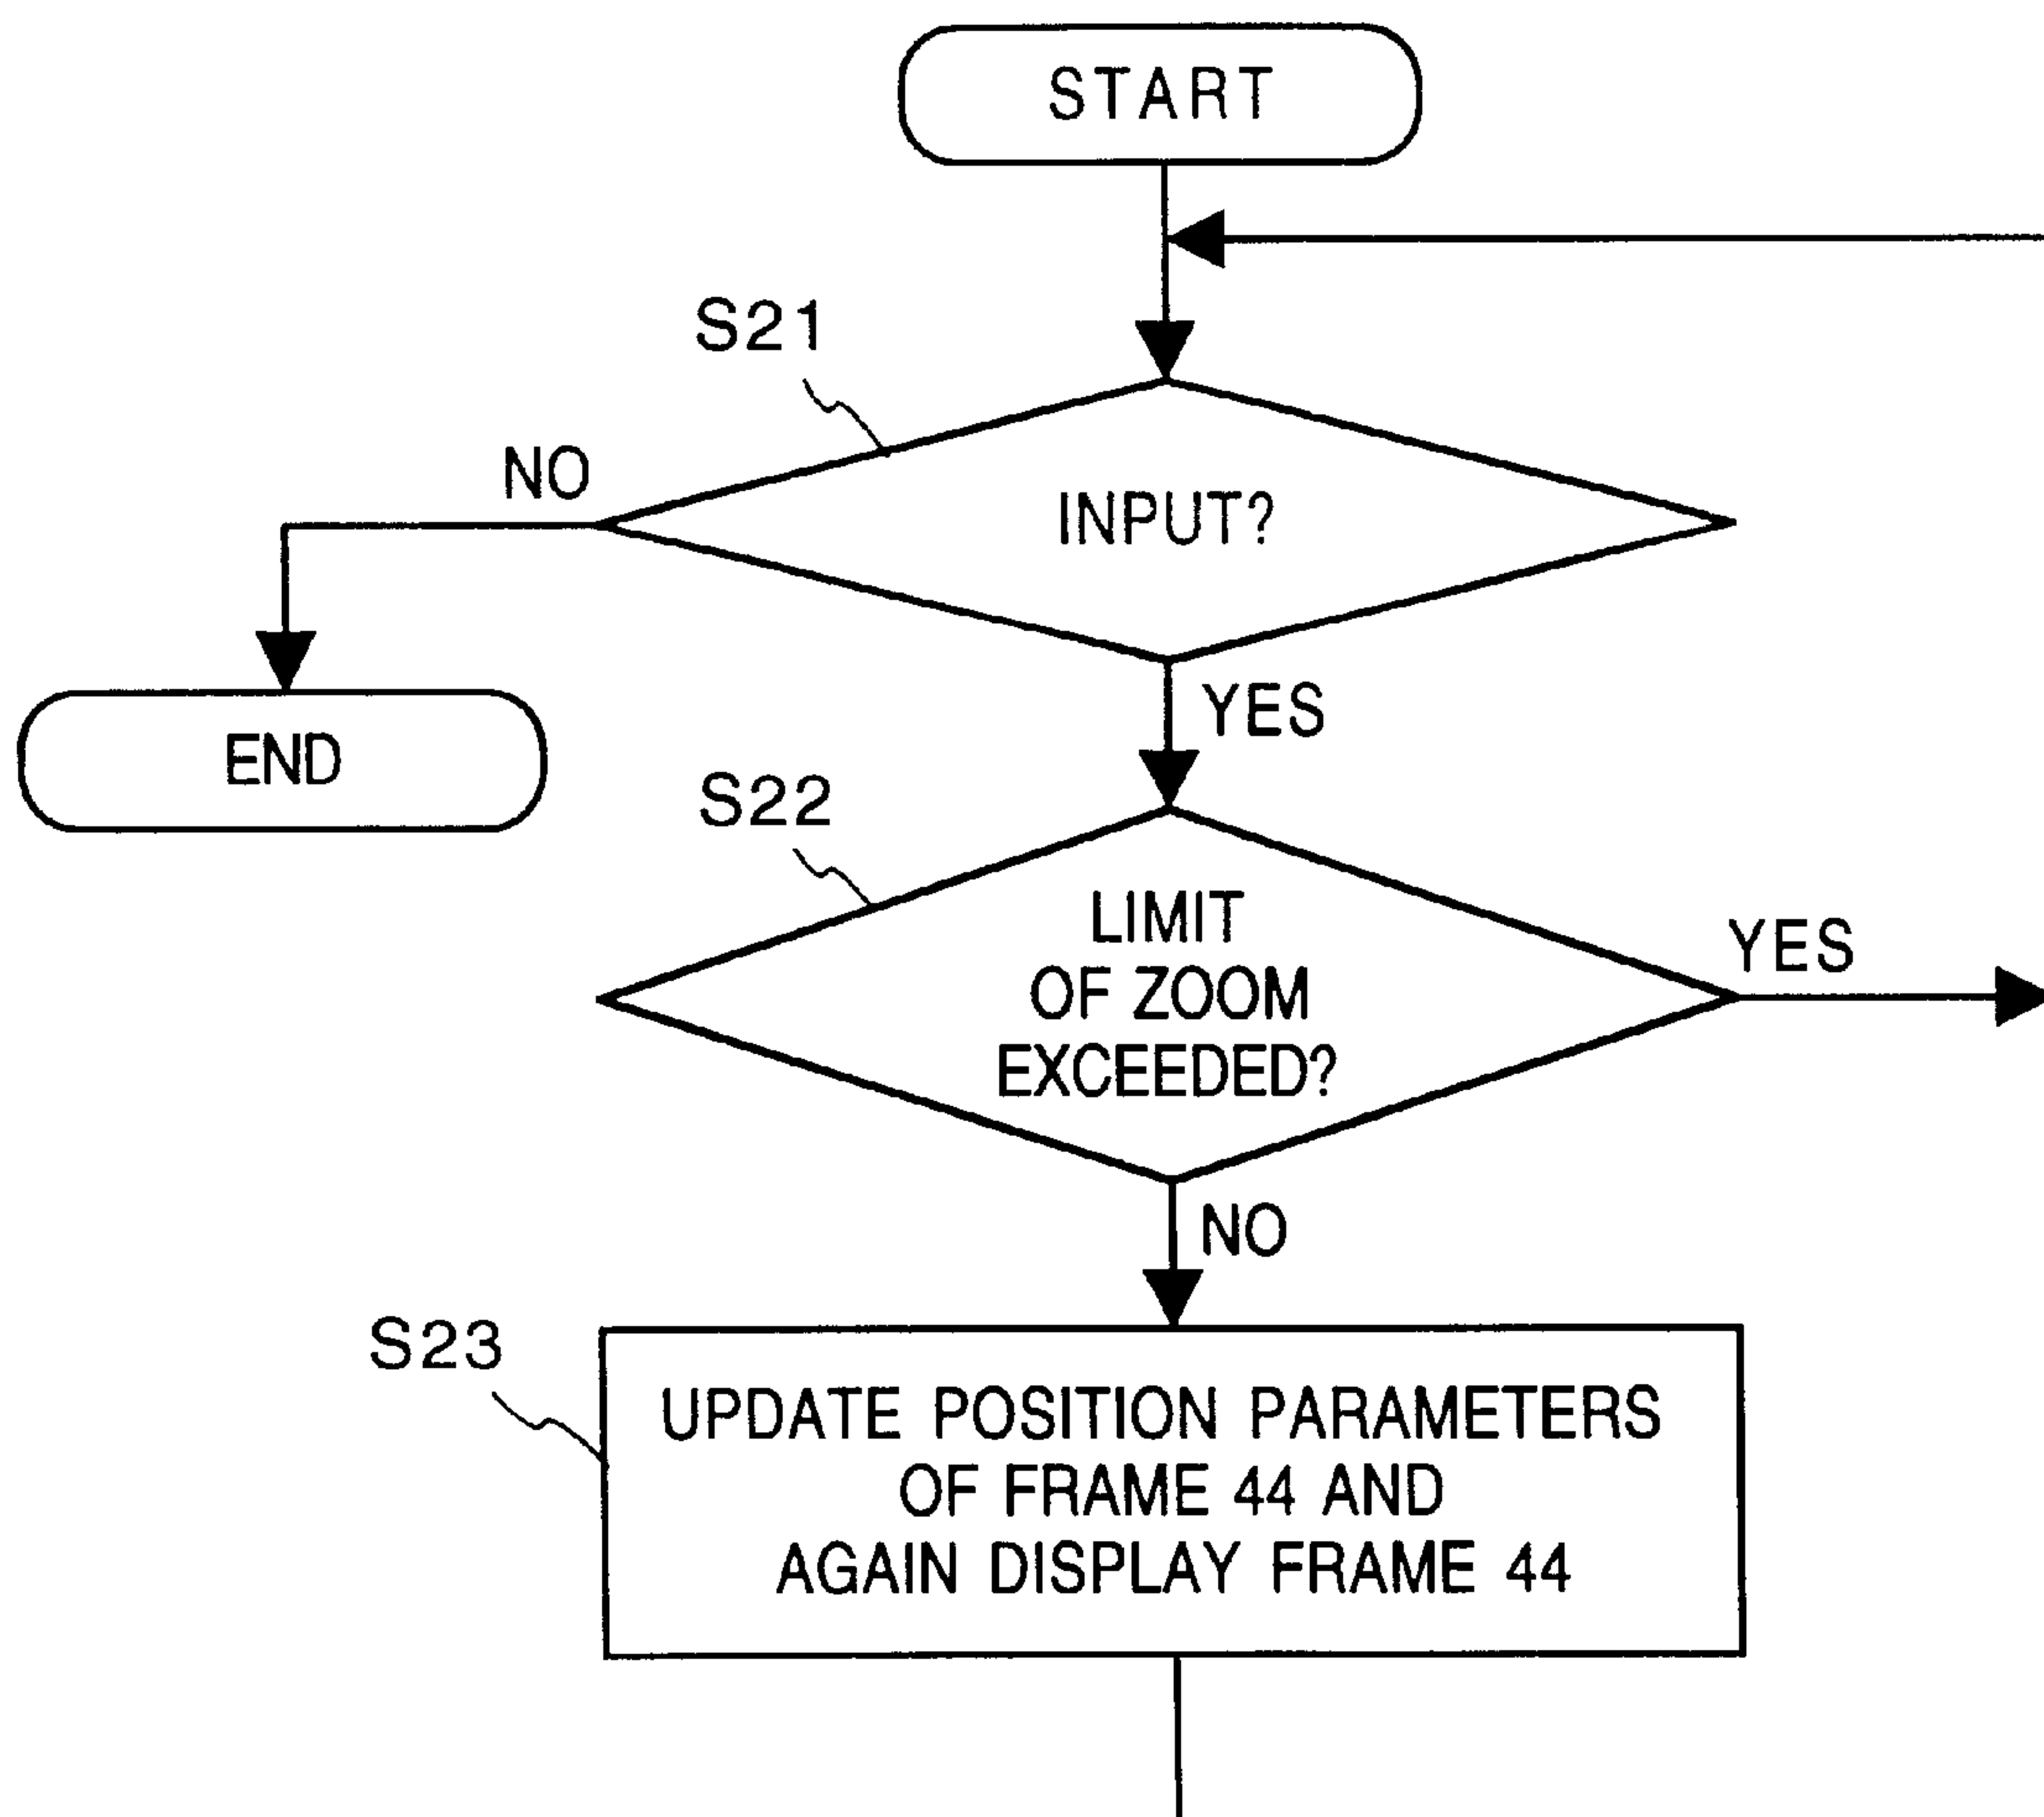 START
S21
NO
INPUT?
YES
END
S22
LIMIT
OF ZOOM
EXCEEDED?
YES
NO
S23
UPDATE POSITION PARAMETERS
OF FRAME 44 AND
AGAIN DISPLAY FRAME 44